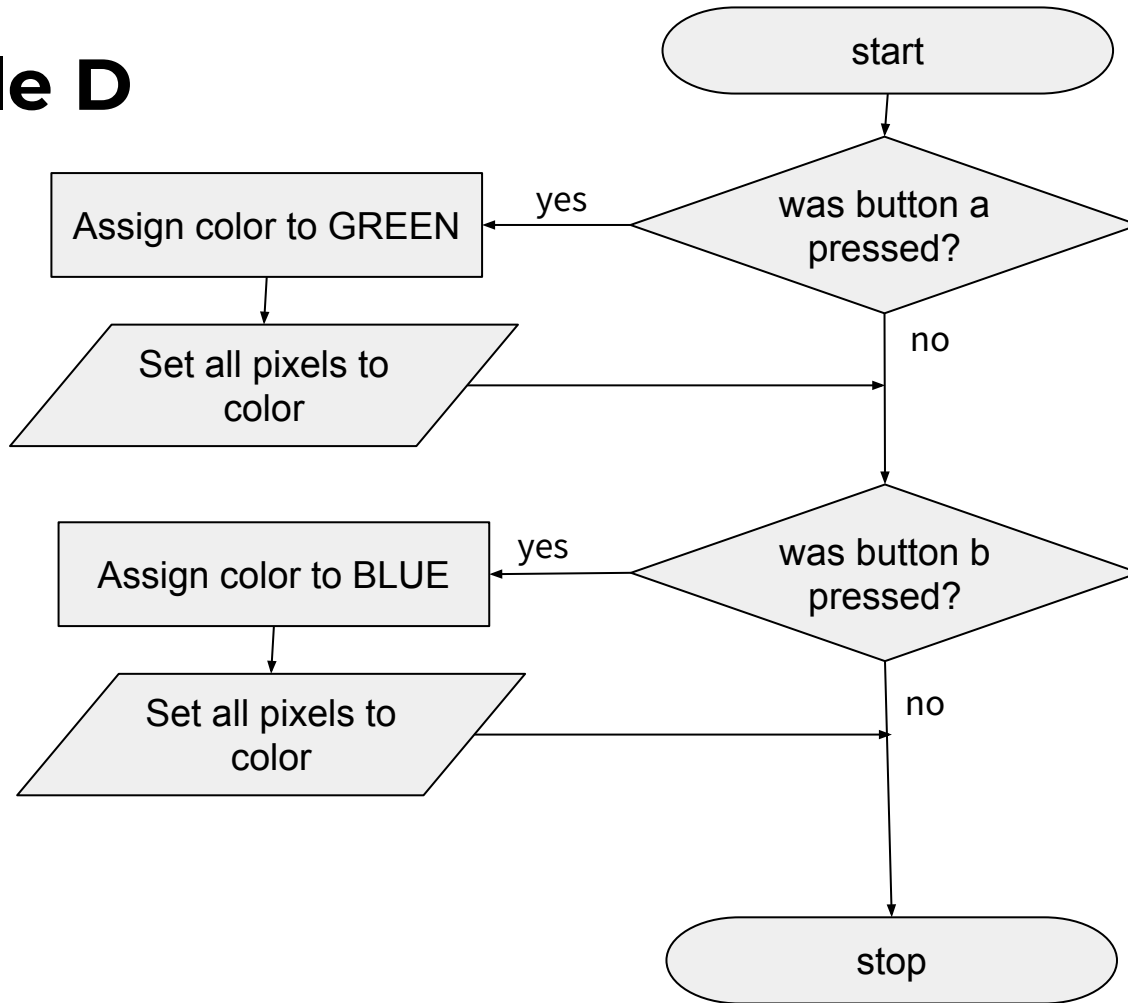 le D
start
was button a
pressed?
yes
Assign color to GREEN
no
Set all pixels to
color
was button b
pressed?
yes
Assign color to BLUE
no
Set all pixels to
color
stop